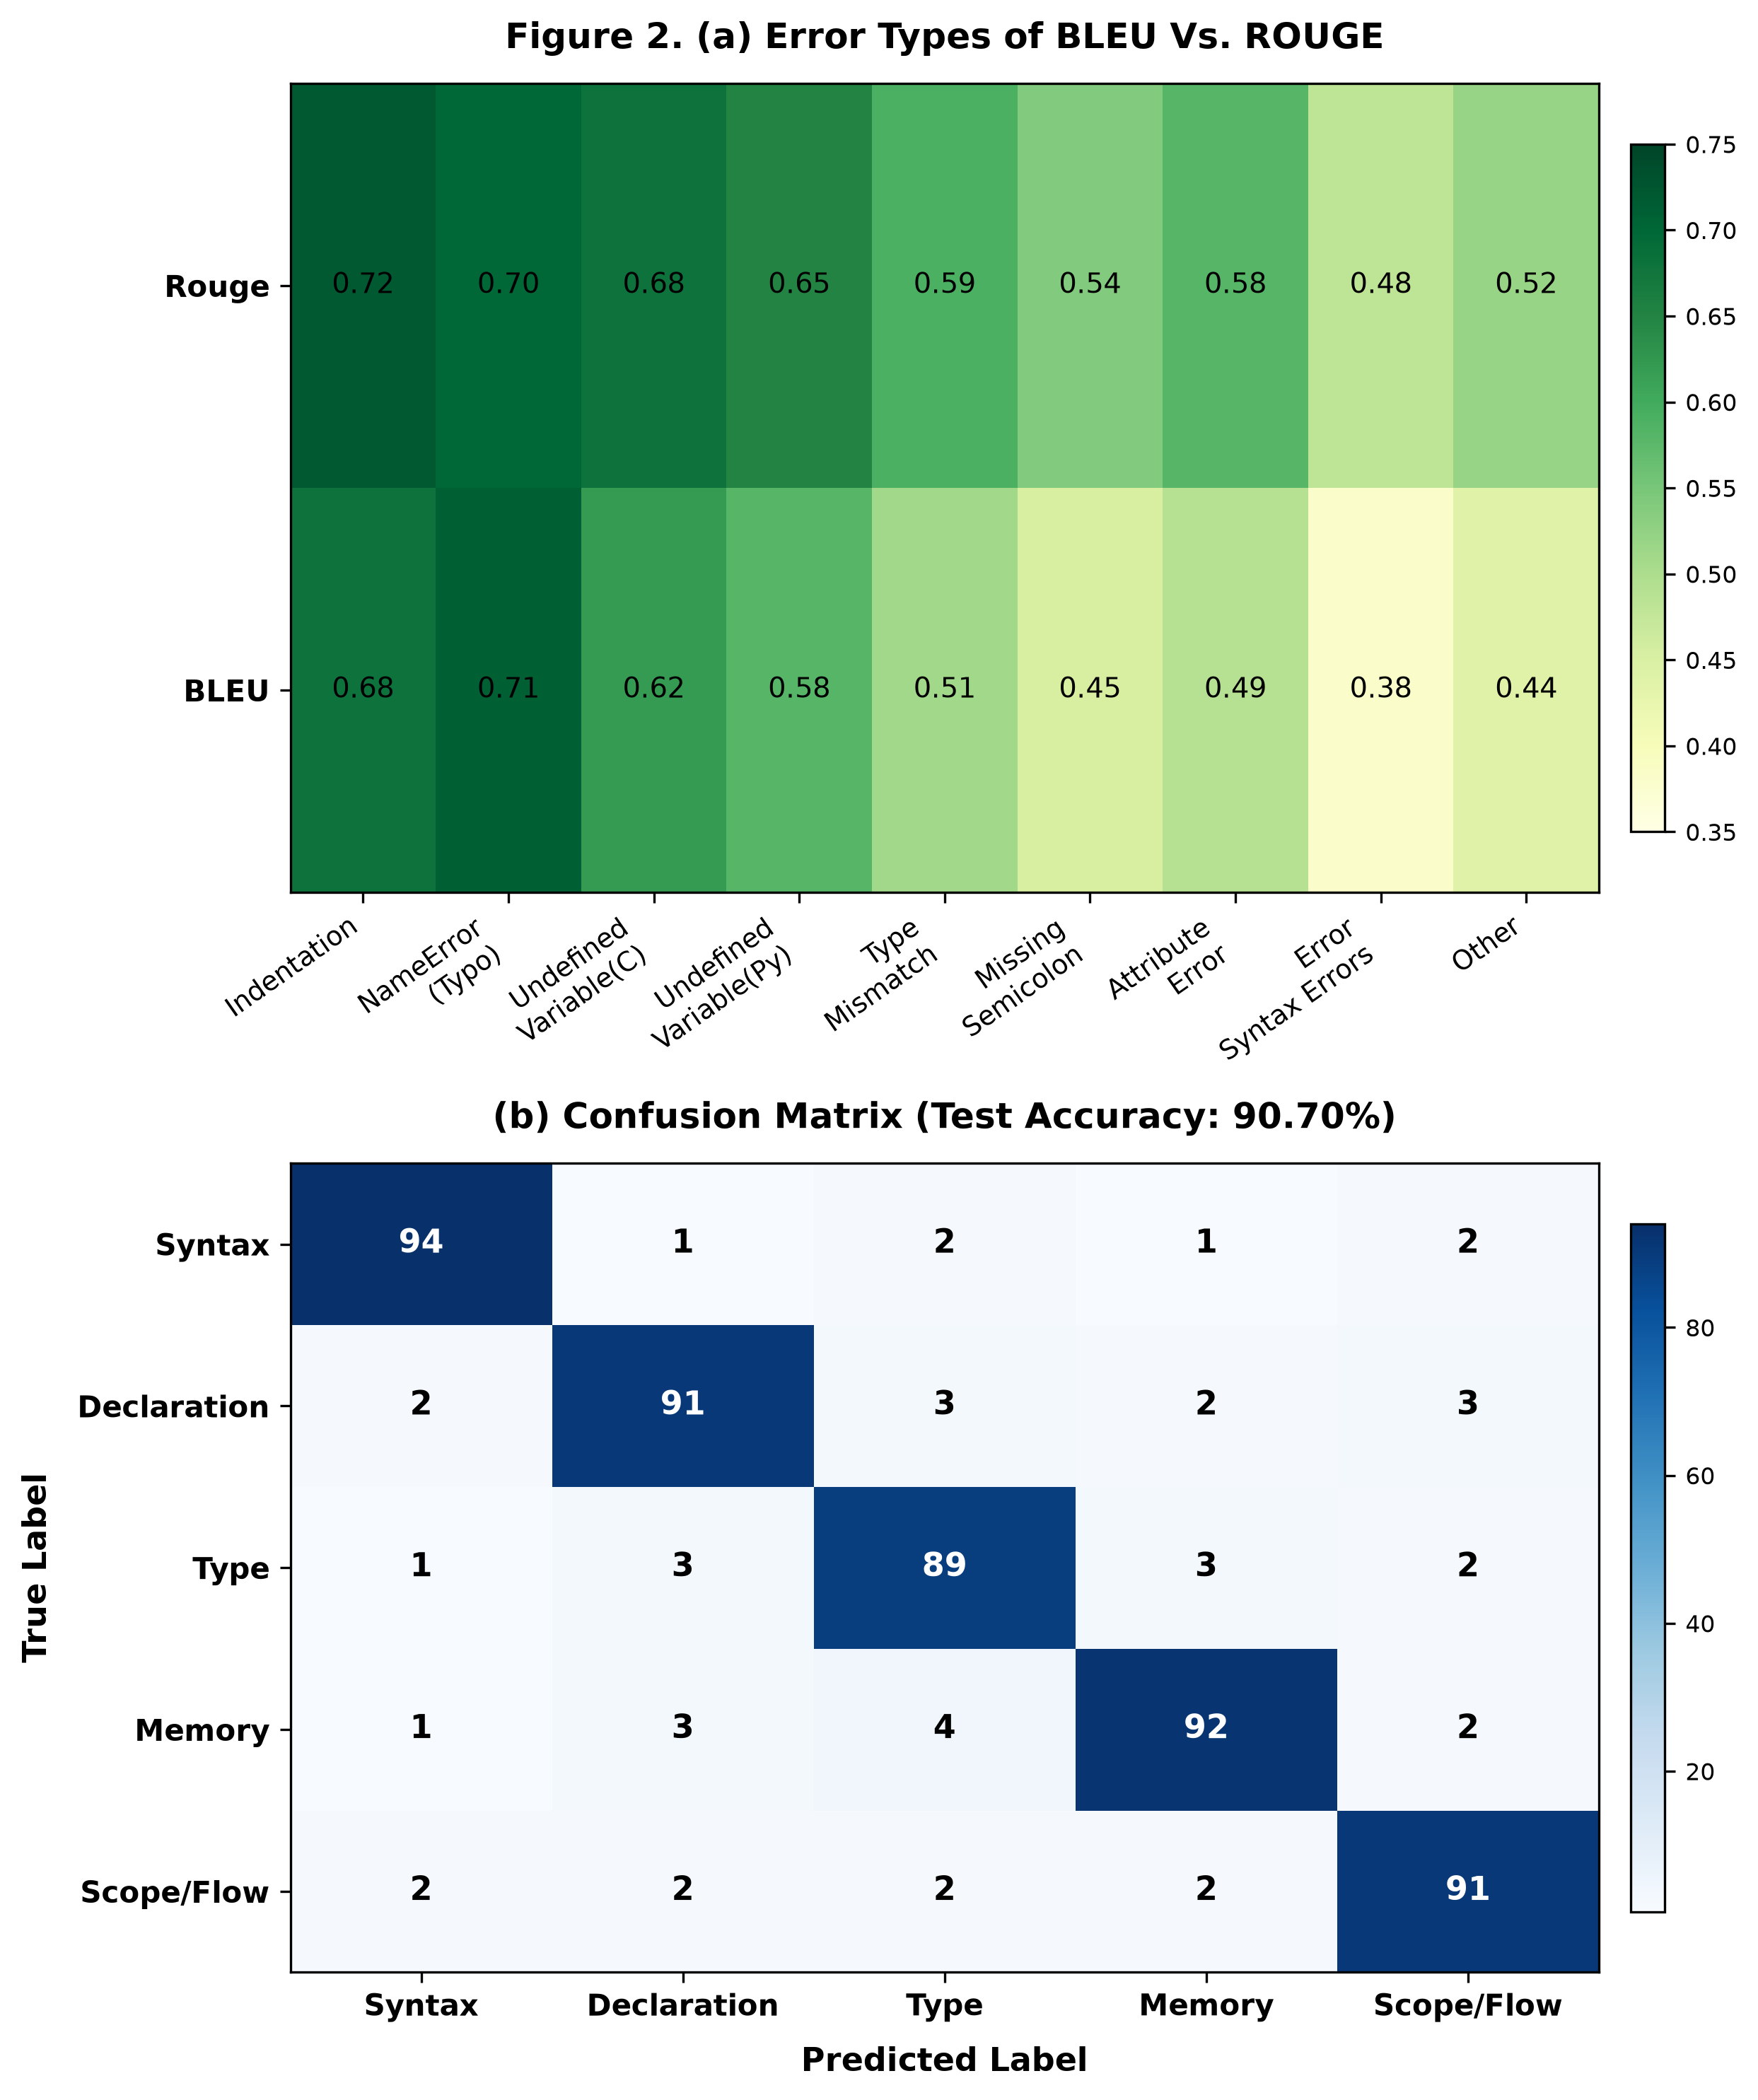 Figure 2. (a) Error Types of BLEU Vs. ROUGE
0.75
0.70
0.65
0.60
0.55
0.50
0.45
0.40
0.35
Rouge
0.72 0.70 0.68 0.65 0.59 0.54 0.58 0.48 0.52
BLEU
0.68 0.71 0.62 0.58 0.51 0.45 0.49 0.38 0.44
Indentation
NameError
(Typo)
Undefined
Variable(C)
Undefined
Variable(Py)
Type
Mismatch
Missing
Semicolon
Attribute
Error
Error
Syntax Errors
Other
(b) Confusion Matrix (Test Accuracy: 90.70%)
True Label
Syntax 94 1 2 1 2
Declaration 2 91 3 2 3
Type 1 3 89 3 2
Memory 1 3 4 92 2
Scope/Flow 2 2 2 2 91
80
60
40
20
Syntax Declaration Type Memory Scope/Flow
Predicted Label